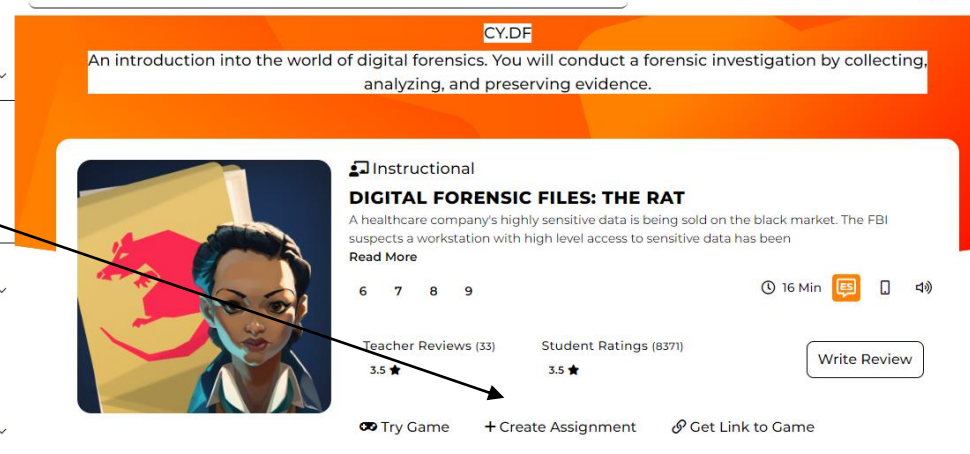 CY.DF
An introduction into the world of digital forensics. You will conduct a forensic investigation by collecting,
analyzing, and preserving evidence.
Instructional
DIGITAL FORENSIC FILES: THE RAT
A healthcare company's highly sensitive data is being sold on the black market. The FBI
suspects a workstation with high level access to sensitive data has been
Read More
6 7 8 9
16 Min ES
Teacher Reviews (33) Student Ratings (8371)
3.5 ★ 3.5 ★
Write Review
Try Game + Create Assignment Get Link to Game